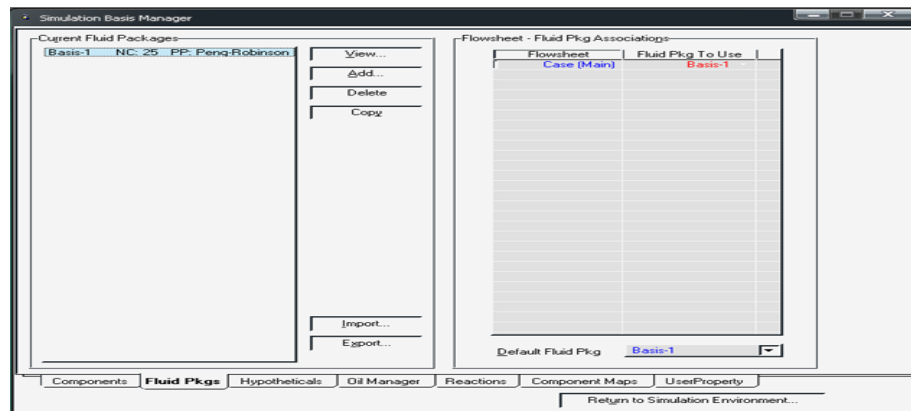 Simulation Basis Manager
Current Fluid Packages
Basis-1 NC: 25 PP: Peng-Robinson
View...
Add...
Delete
Copy
Import...
Export...
Flowsheet - Fluid Pkg Associations
Flowsheet Fluid Pkg To Use
Case (Main) Basis-1
Default Fluid Pkg Basis-1
Components Fluid Pkgs Hypotheticals Oil Manager Reactions Component Maps UserProperty
Return to Simulation Environment...